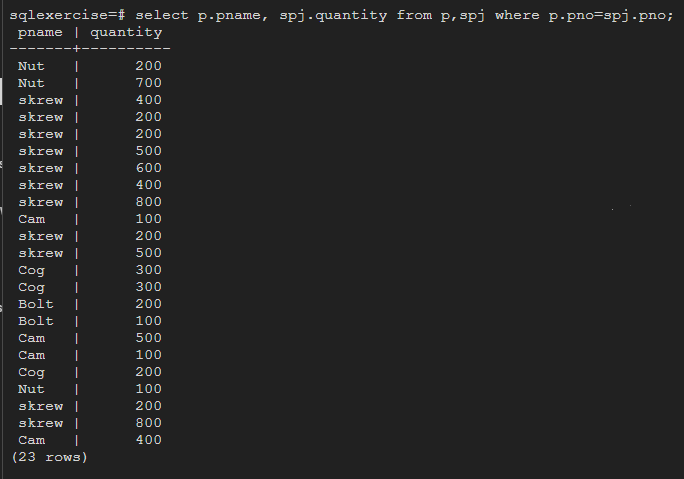 sqlexercise=# select p.pname, spj.quantity from p,spj where p.pno=spj.pno;
 pname | quantity
-------+----------
 Nut   |      200
 Nut   |      700
 skrew |      400
 skrew |      200
 skrew |      200
 skrew |      500
 skrew |      600
 skrew |      400
 skrew |      800
 Cam   |      100
 skrew |      200
 skrew |      500
 Cog   |      300
 Cog   |      300
 Bolt  |      200
 Bolt  |      100
 Cam   |      500
 Cam   |      100
 Cog   |      200
 Nut   |      100
 skrew |      200
 skrew |      800
 Cam   |      400
(23 rows)